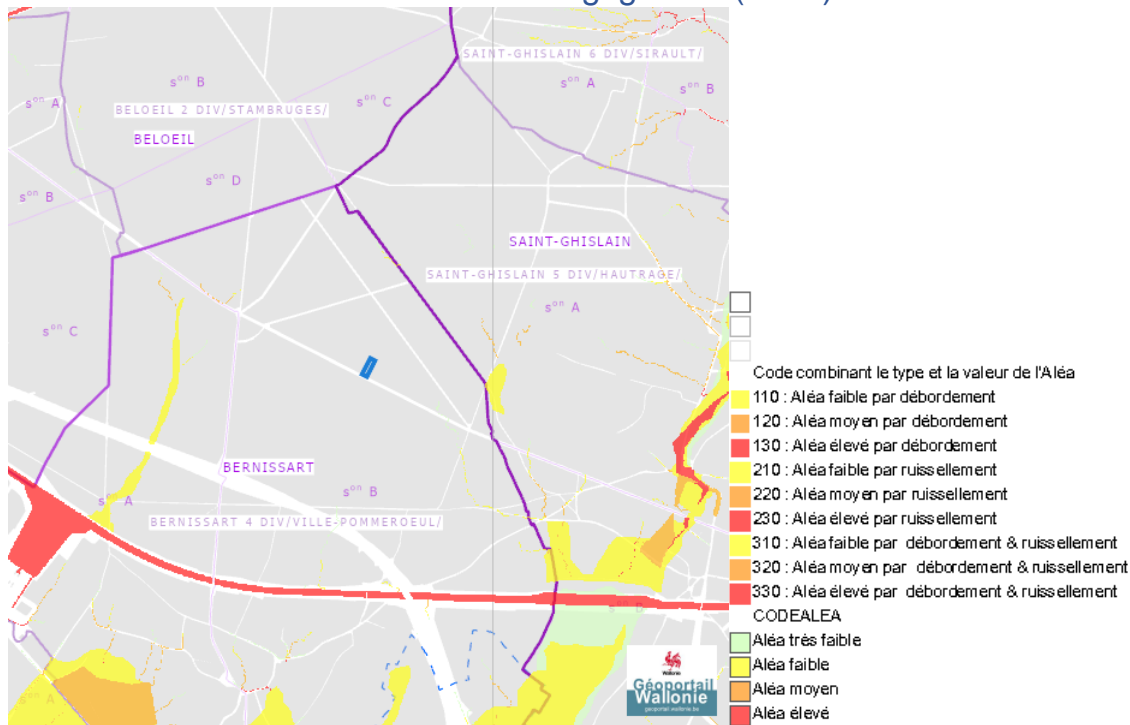 SAINT-GHISLAIN 6 DIV/SIRAULT/
sᵒⁿ B
sᵒⁿ A
sᵒⁿ B
sᵒⁿ A
sᵒⁿ C
BELOEIL 2 DIV/STAMBRUGES/
BELOEIL
sᵒⁿ D
sᵒⁿ B
SAINT-GHISLAIN
SAINT-GHISLAIN 5 DIV/HAUTRAGE/
sᵒⁿ A
sᵒⁿ C
BERNISSART
sᵒⁿ B
sᵒⁿ A
BERNISSART 4 DIV/VILLE-POMMEROEUL/
Code combinant le type et la valeur de l'Aléa
110 : Aléa faible par débordement
120 : Aléa moyen par débordement
130 : Aléa élevé par débordement
210 : Aléa faible par ruissellement
220 : Aléa moyen par ruissellement
230 : Aléa élevé par ruissellement
310 : Aléa faible par débordement & ruissellement
320 : Aléa moyen par débordement & ruissellement
330 : Aléa élevé par débordement & ruissellement
CODEALEA
Aléa très faible
Aléa faible
Aléa moyen
Aléa élevé
Wallonie
Géoportail
Wallonie
geoportail.wallonie.be